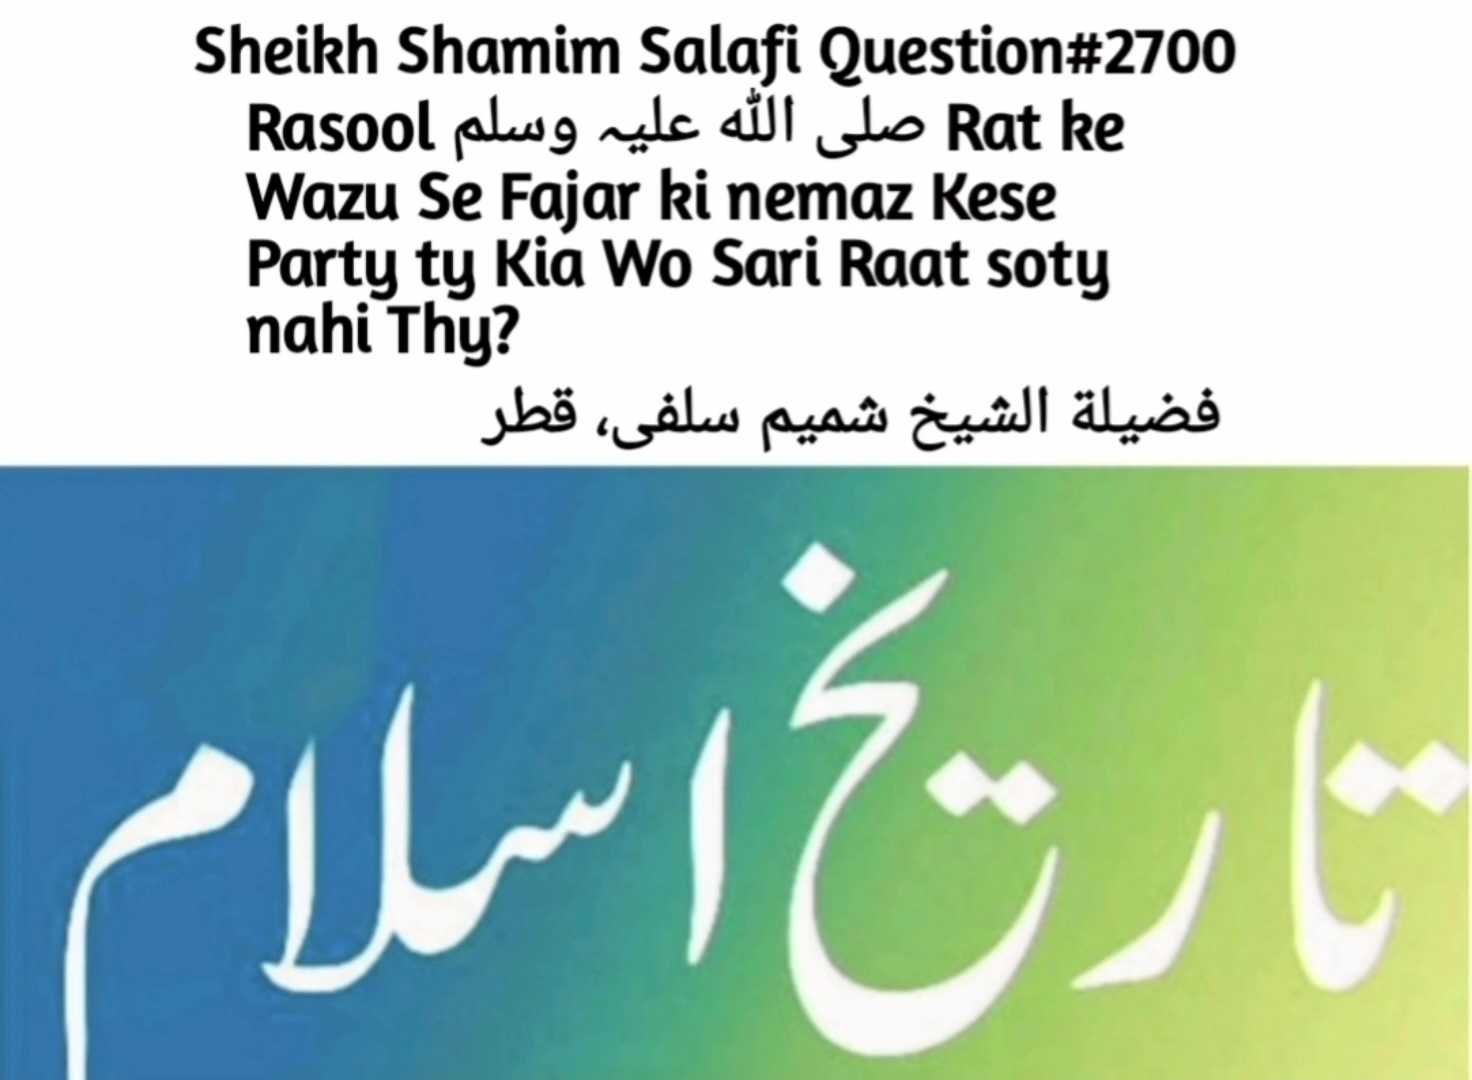 Sheikh Shamim Salafi Question#2700
Rasool صلی اللہ علیہ وسلم Rat ke
Wazu Se Fajar ki nemaz Kese
Party ty Kia Wo Sari Raat soty
nahi Thy?
فضیلة الشیخ شمیم سلفی، قطر
تاریخ اسلام